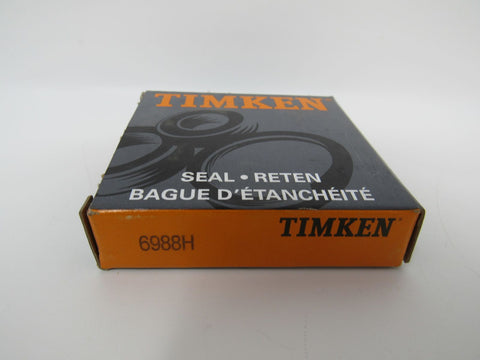 TIMKEN
SEAL • RETEN
BAGUE D'ÉTANCHÉITÉ
6988H
TIMKEN